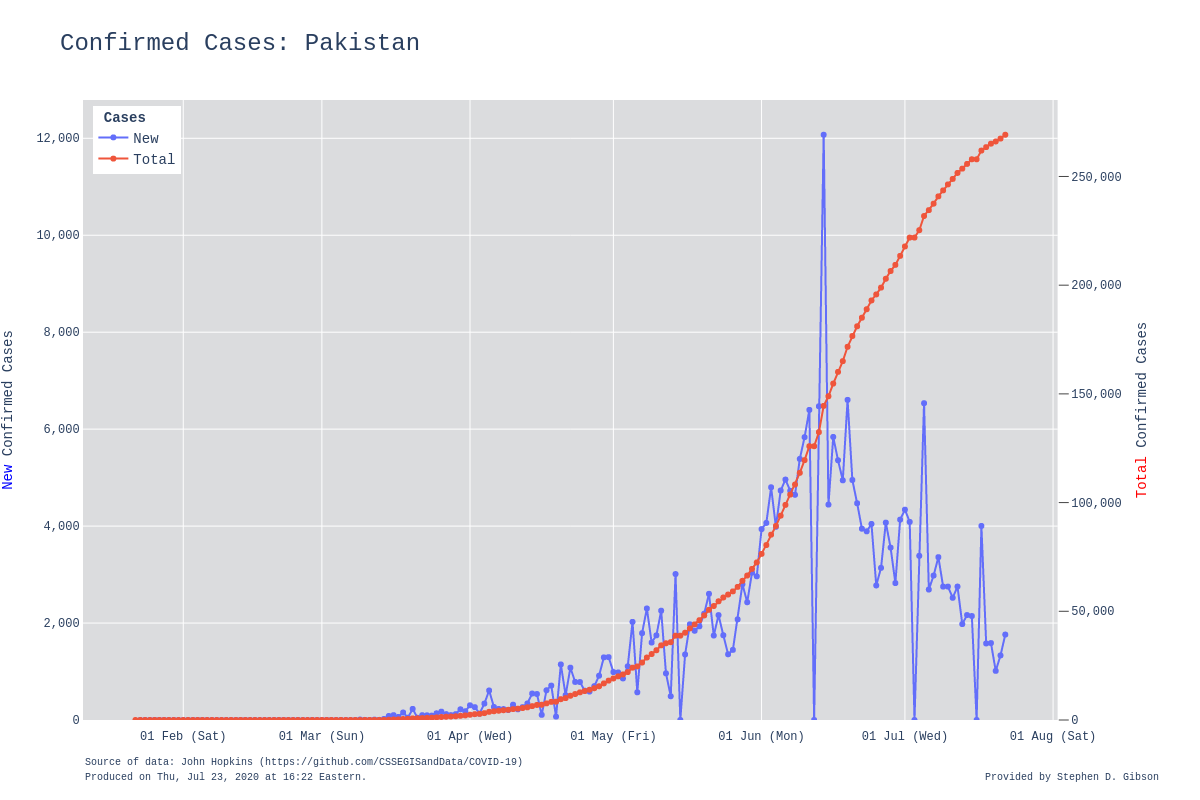 Confirmed Cases: Pakistan
Cases
New
Total
12,000
10,000
8,000
6,000
4,000
2,000
0
New Confirmed Cases
250,000
200,000
150,000
100,000
50,000
0
Total Confirmed Cases
01 Feb (Sat)
01 Mar (Sun)
01 Apr (Wed)
01 May (Fri)
01 Jun (Mon)
01 Jul (Wed)
01 Aug (Sat)
Source of data: John Hopkins (https://github.com/CSSEGISandData/COVID-19)
Produced on Thu, Jul 23, 2020 at 16:22 Eastern.
Provided by Stephen D. Gibson